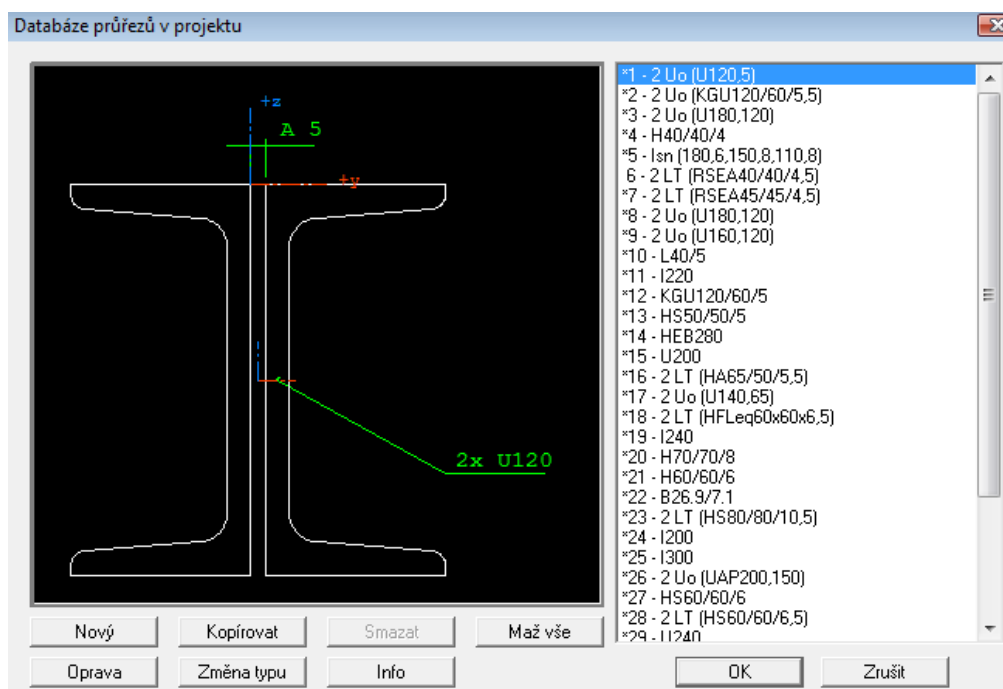 Databáze průřezů v projektu
+z
A 5
+y
2x U120
*1 - 2 Uo (U120,5)
*2 - 2 Uo (KGU120/60/5,5)
*3 - 2 Uo (U180,120)
*4 - H40/40/4
*5 - Isn (180,6,150,8,110,8)
6 - 2 LT (RSEA40/40/4,5)
*7 - 2 LT (RSEA45/45/4,5)
*8 - 2 Uo (U180,120)
*9 - 2 Uo (U160,120)
*10 - L40/5
*11 - I220
*12 - KGU120/60/5
*13 - HS50/50/5
*14 - HEB280
*15 - U200
*16 - 2 LT (HA65/50/5,5)
*17 - 2 Uo (U140,65)
*18 - 2 LT (HFLeq60x60x6,5)
*19 - I240
*20 - H70/70/8
*21 - H60/60/6
*22 - B26.9/7.1
*23 - 2 LT (HS80/80/10,5)
*24 - I200
*25 - I300
*26 - 2 Uo (UAP200,150)
*27 - HS60/60/6
*28 - 2 LT (HS60/60/6,5)
*29 - U240
Nový
Kopírovat
Smazat
Maž vše
Oprava
Změna typu
Info
OK
Zrušit